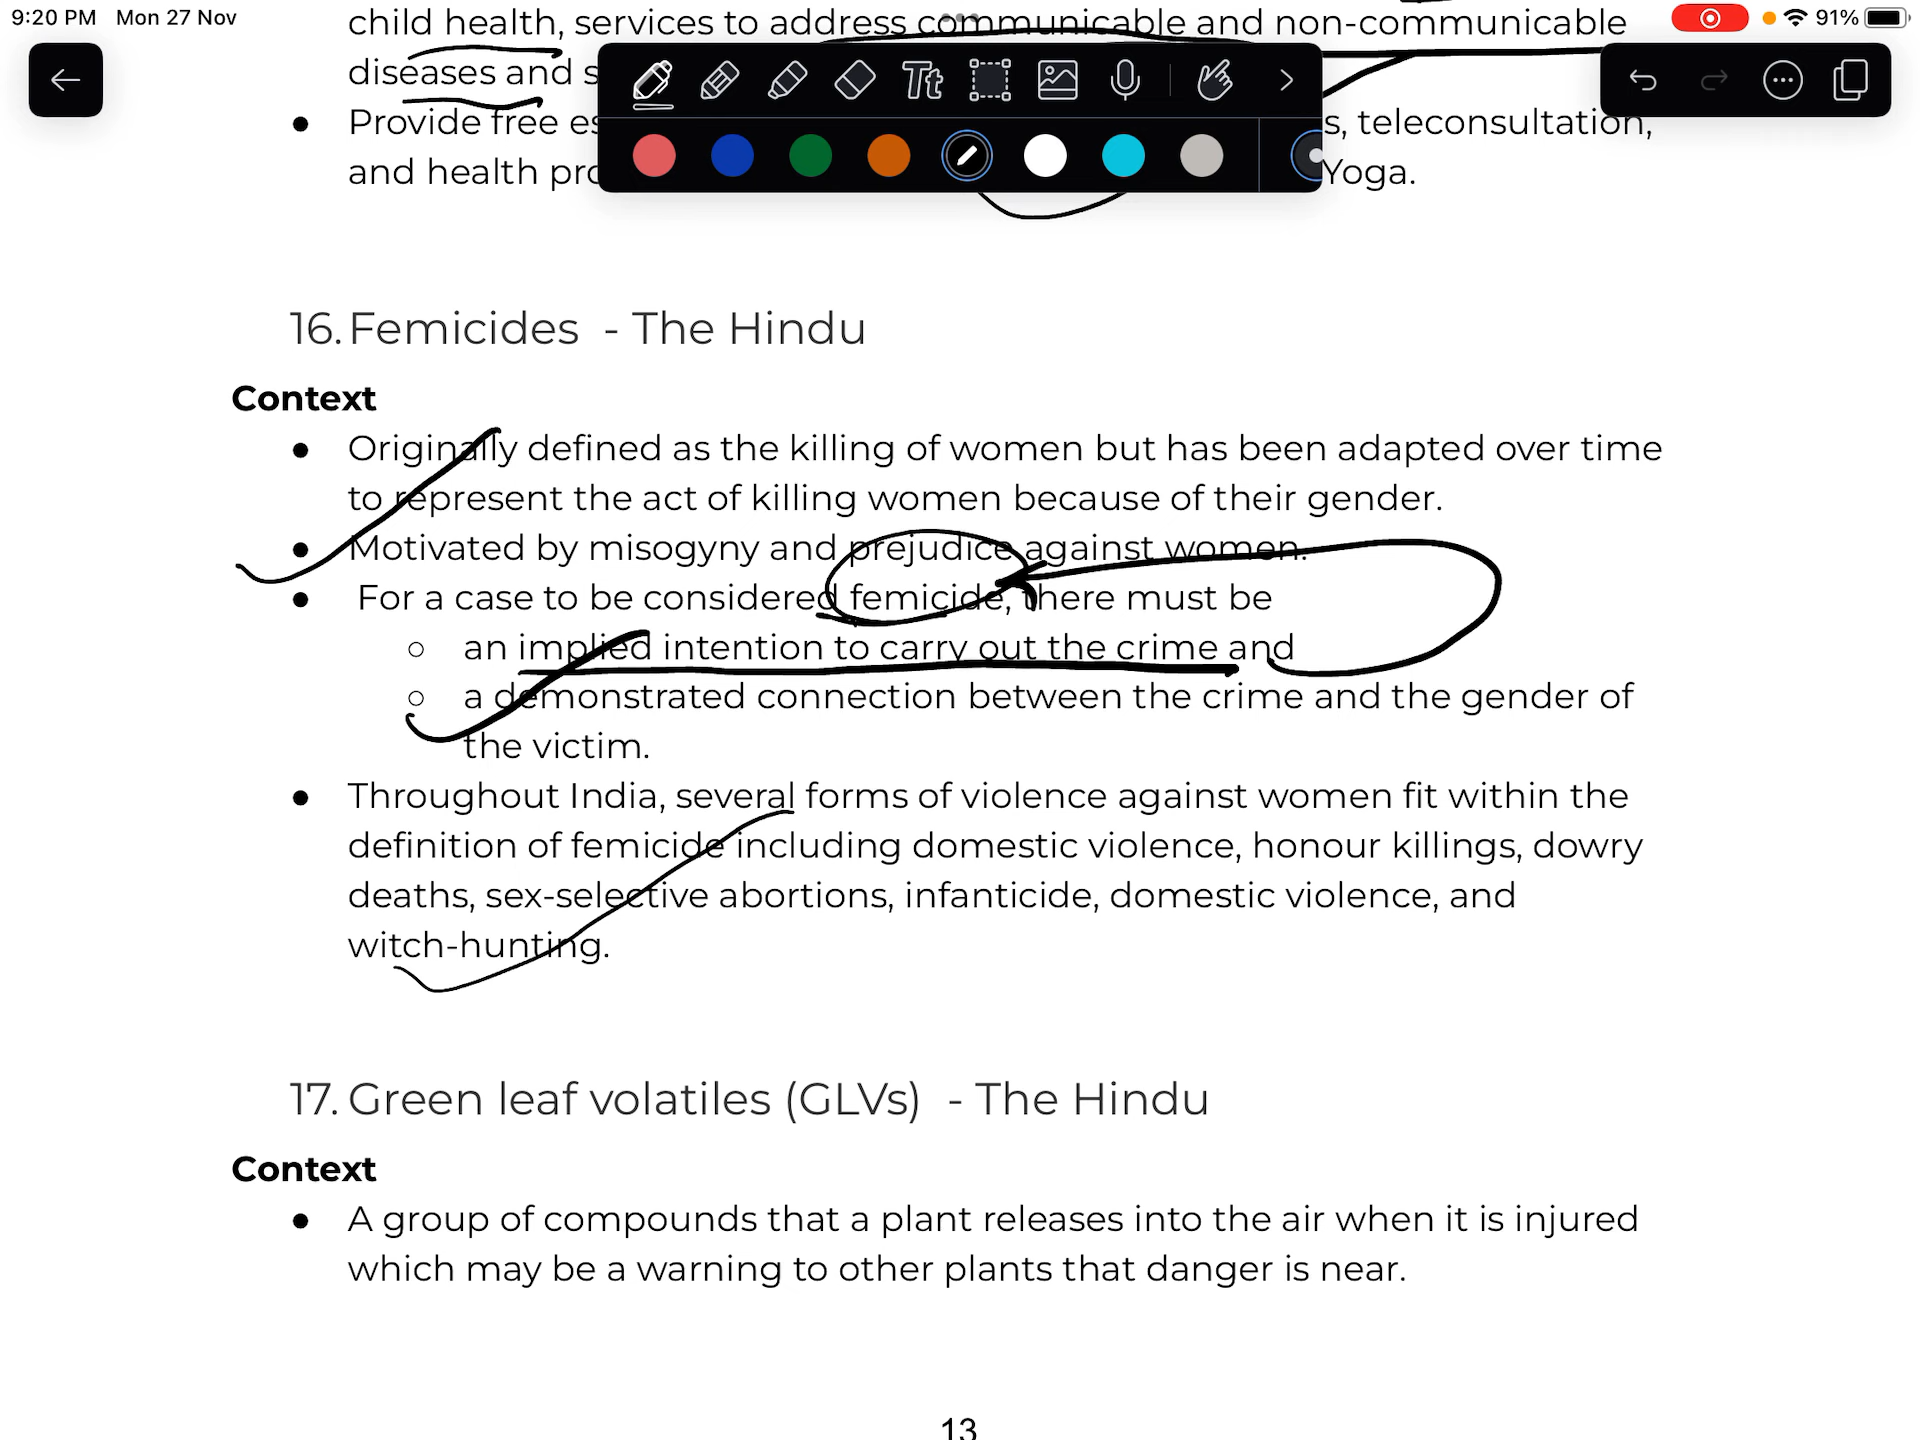 9:20 PM Mon 27 Nov
91%
child health, services to address communicable and non-communicable
diseases and s
Tt
Provide free es s, teleconsultation,
and health pro Yoga.
16. Femicides - The Hindu
Context
● Originally defined as the killing of women but has been adapted over time
to represent the act of killing women because of their gender.
● Motivated by misogyny and prejudice against women.
● For a case to be considered femicide, there must be
○ an implied intention to carry out the crime and
○ a demonstrated connection between the crime and the gender of
the victim.
● Throughout India, several forms of violence against women fit within the
definition of femicide including domestic violence, honour killings, dowry
deaths, sex-selective abortions, infanticide, domestic violence, and
witch-hunting.
17. Green leaf volatiles (GLVs) - The Hindu
Context
● A group of compounds that a plant releases into the air when it is injured
which may be a warning to other plants that danger is near.
13